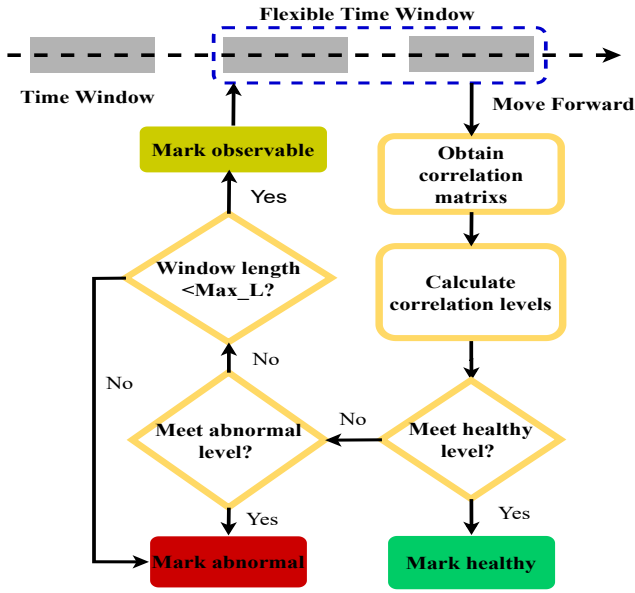 Flexible Time Window
Time Window
Move Forward
Mark observable
Obtain
correlation
matrixs
Yes
Window length
<Max_L?
Calculate
correlation levels
No
No
Meet abnormal
level?
No
Meet healthy
level?
Yes
Yes
Mark abnormal
Mark healthy